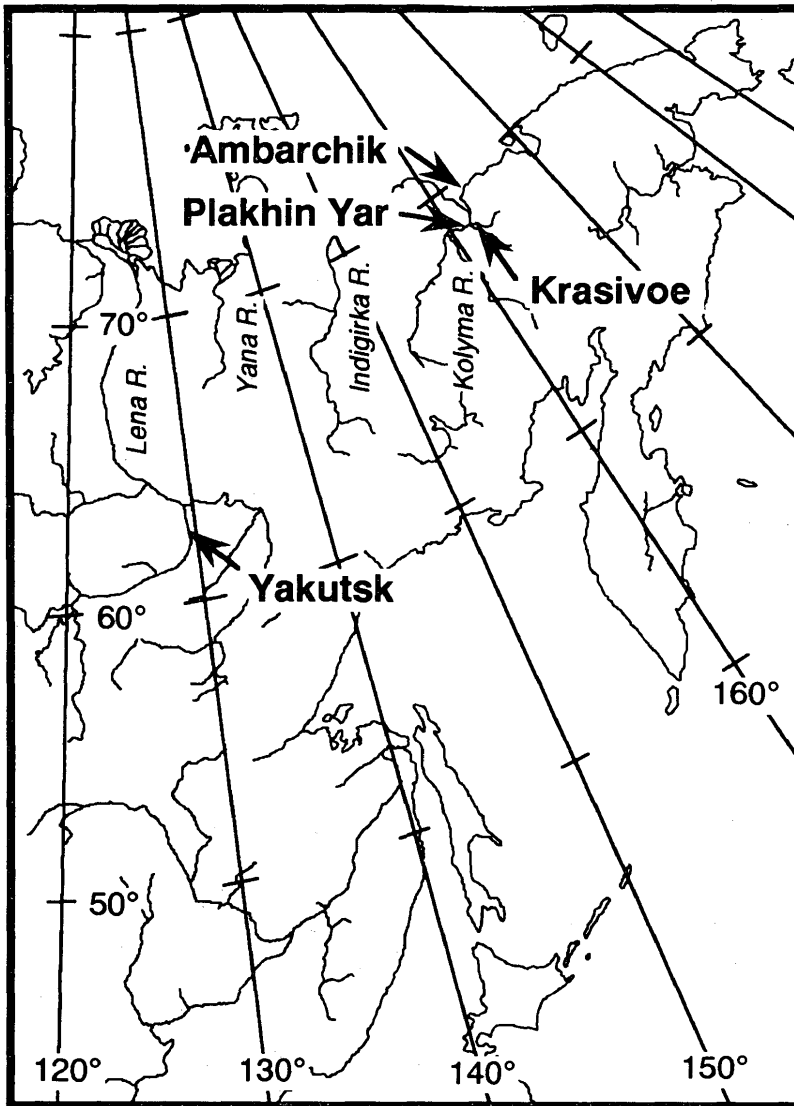 Ambarchik
Plakhin Yar
Krasivoe
70°
Lena R.
Yana R.
Indigirka R.
Kolyma R.
Yakutsk
60°
160°
50°
120°
130°
140°
150°